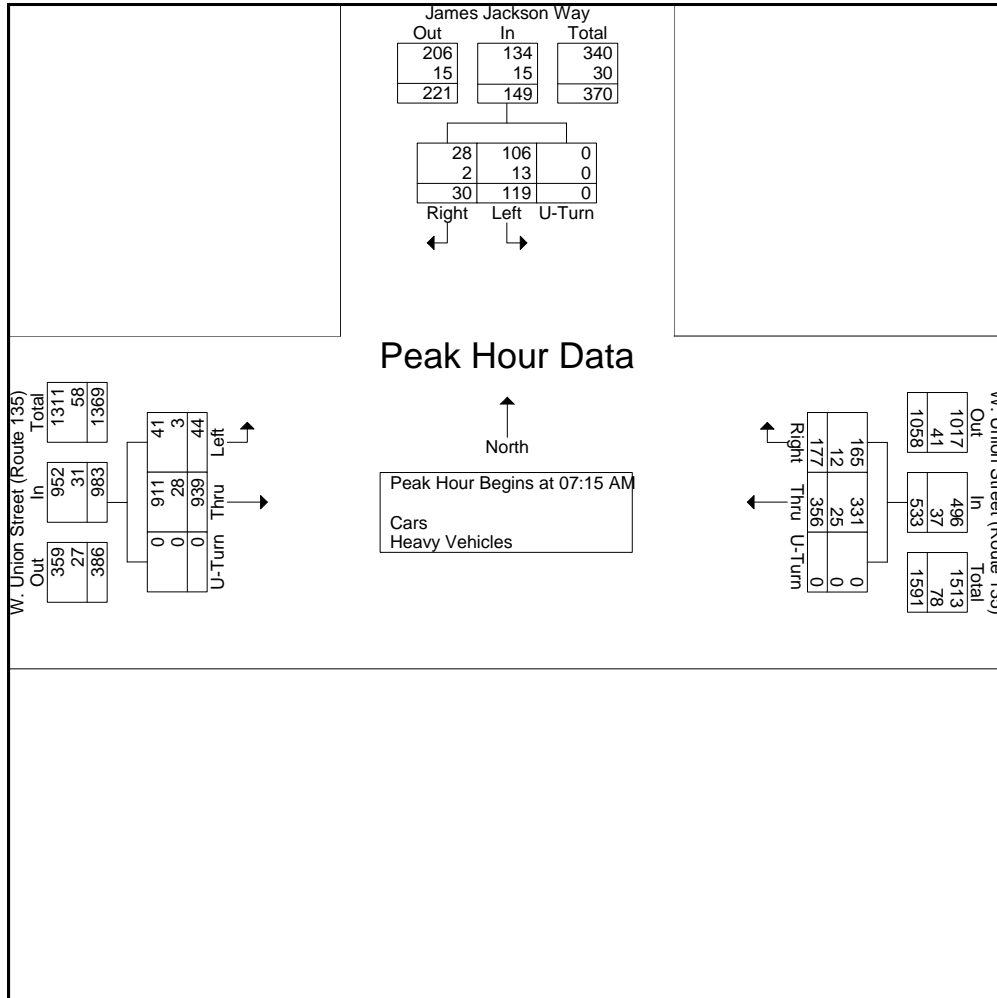 James Jackson Way
Out In Total
206 134 340
15 15 30
221 149 370
28 106 0
2 13 0
30 119 0
Right Left U-Turn
Peak Hour Data
North
Peak Hour Begins at 07:15 AM
Cars
Heavy Vehicles
W. Union Street (Route 135)
Out In Total
359 952 1311
27 31 58
386 983 1369
0 911 41
0 28 3
0 939 44
U-Turn Thru Left
W. Union Street (Route 135)
Out In Total
1017 496 1513
41 37 78
1058 533 1591
165 331 0
12 25 0
177 356 0
Right Thru U-Turn